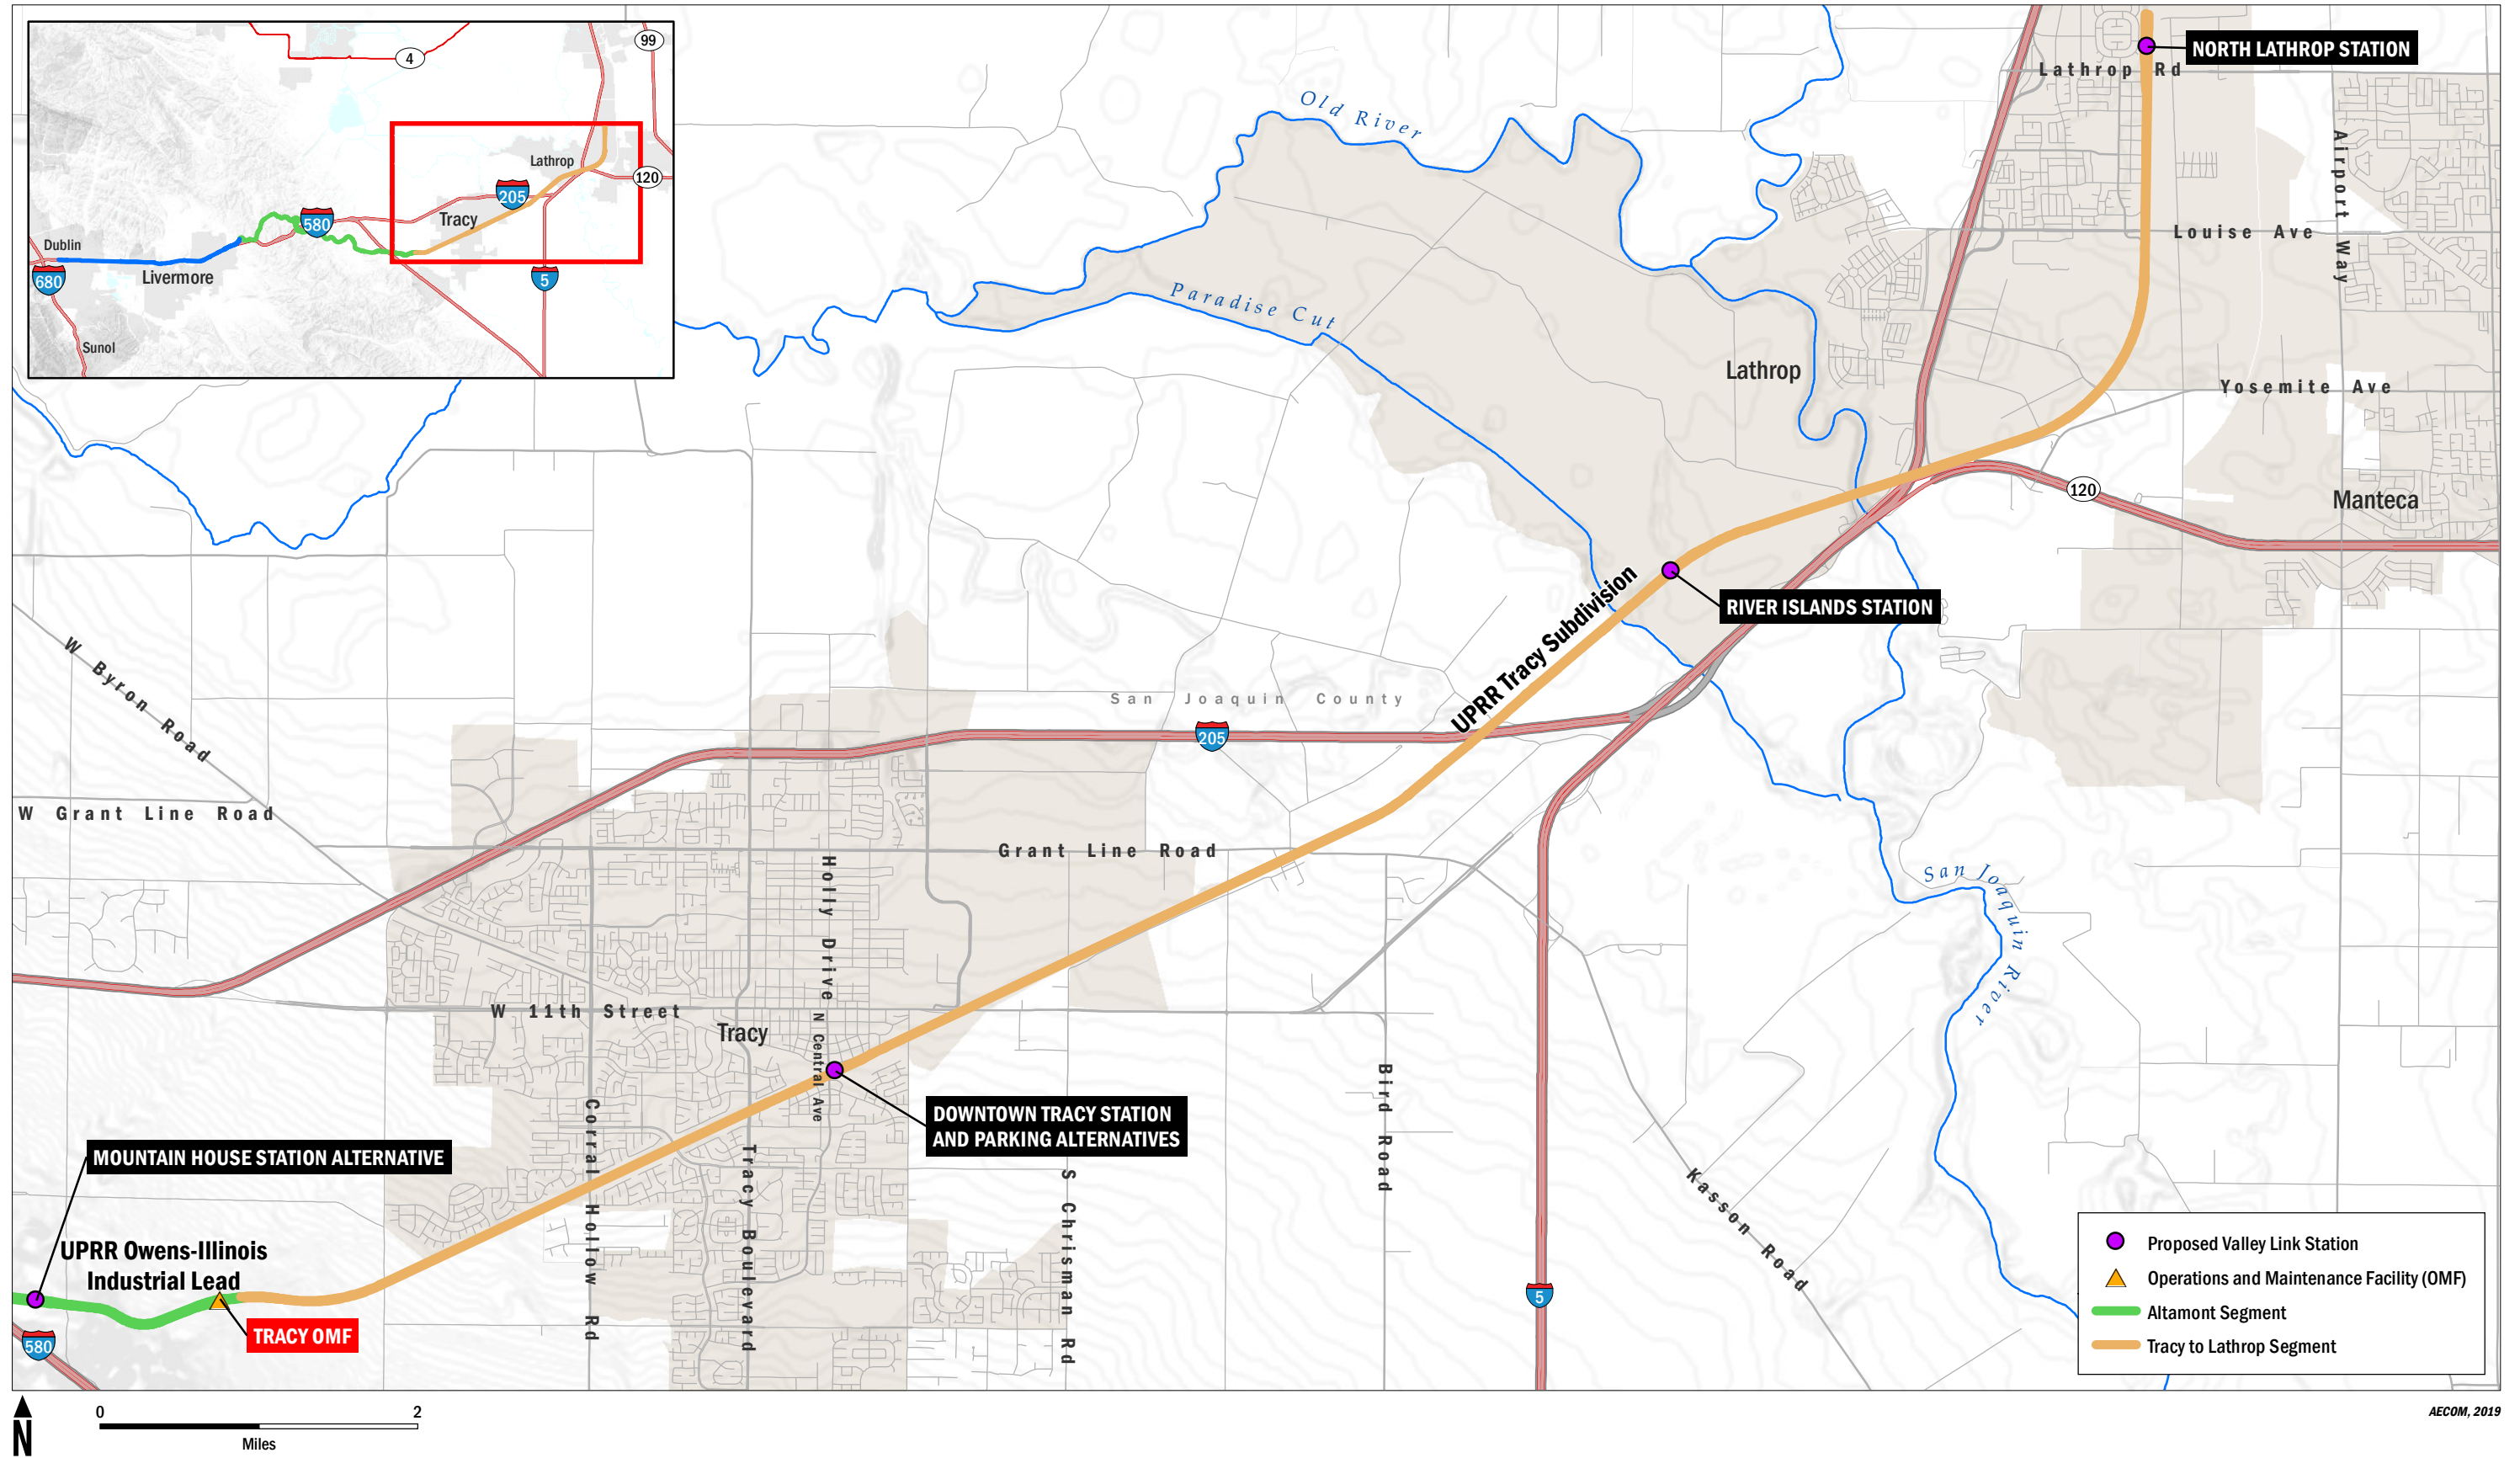 99
4
Lathrop
120
205
Tracy
580
Dublin
680
Livermore
5
Sunol
NORTH LATHROP STATION
Lathrop Rd
Old River
Airport Way
Louise Ave
Paradise Cut
Lathrop
Yosemite Ave
120
Manteca
UPRR Tracy Subdivision
RIVER ISLANDS STATION
W Byron Road
San Joaquin County
205
W Grant Line Road
Grant Line Road
Holly Drive
San Joaquin River
W 11th Street
Tracy
N Central Ave
DOWNTOWN TRACY STATION
AND PARKING ALTERNATIVES
Bird Road
Corral Hollow Rd
Tracy Boulevard
S Chrisman Rd
Kasson Road
MOUNTAIN HOUSE STATION ALTERNATIVE
UPRR Owens-Illinois
Industrial Lead
TRACY OMF
580
5
Proposed Valley Link Station
Operations and Maintenance Facility (OMF)
Altamont Segment
Tracy to Lathrop Segment
N
0 2
Miles
AECOM, 2019